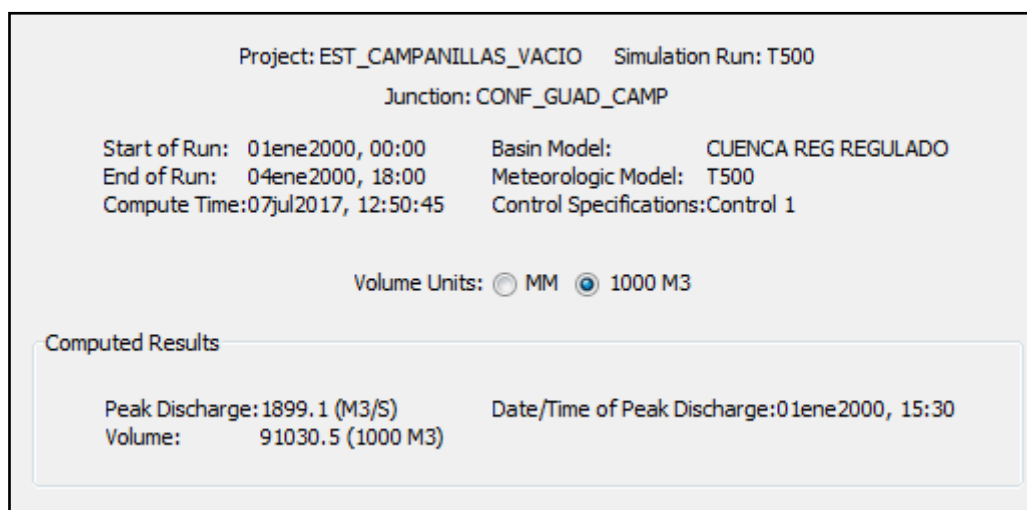 Project: EST_CAMPANILLAS_VACIO Simulation Run: T500
Junction: CONF_GUAD_CAMP
Start of Run: 01ene2000, 00:00 Basin Model: CUENCA REG REGULADO
End of Run: 04ene2000, 18:00 Meteorologic Model: T500
Compute Time:07jul2017, 12:50:45 Control Specifications:Control 1
Volume Units: MM 1000 M3
Computed Results
Peak Discharge:1899.1 (M3/S) Date/Time of Peak Discharge:01ene2000, 15:30
Volume: 91030.5 (1000 M3)